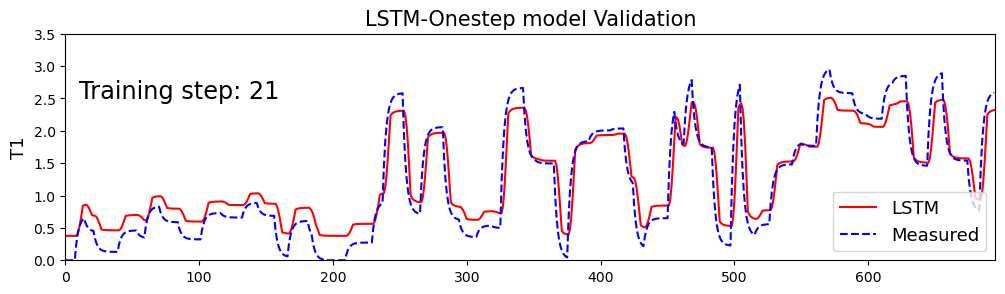 LSTM-Onestep model Validation
3.5
3.0
2.5
2.0
1.5
1.0
0.5
0.0
T1
Training step: 21
LSTM
Measured
0 100 200 300 400 500 600